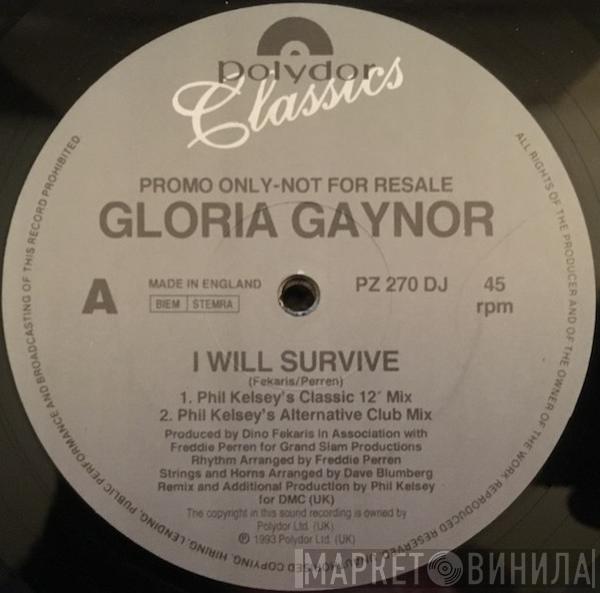 polydor
Classics
PROMO ONLY-NOT FOR RESALE
GLORIA GAYNOR
A
MADE IN ENGLAND
BIEM STEMRA
PZ 270 DJ
45
rpm
I WILL SURVIVE
(Fekaris/Perren)
1. Phil Kelsey's Classic 12" Mix
2. Phil Kelsey's Alternative Club Mix
Produced by Dino Fekaris In Association with
Freddie Perren for Grand Slam Productions
Rhythm Arranged by Freddie Perren
Strings and Horns Arranged by Dave Blumberg
Remix and Additional Production by Phil Kelsey
for DMC (UK)
The copyright in this sound recording is owned by
Polydor Ltd. (UK)
℗ 1993 Polydor Ltd. (UK)
ALL RIGHTS OF THE PRODUCER AND OF THE OWNER OF THE WORK REPRODUCED RESERVED. UNAUTHORISED COPYING, HIRING, LENDING, PUBLIC PERFORMANCE AND BROADCASTING OF THIS RECORD PROHIBITED.
МАРКЕТ ВИНИЛА